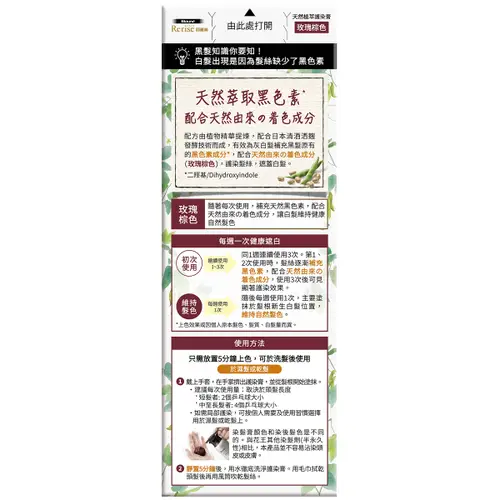 Rerise
由此處打開
天然植萃護染膏
玫瑰棕色
黑髮知識你要知！
白髮出現是因為髮絲缺少了黑色素
天然萃取黑色素*
配合天然由來の着色成分
配方由植物精華提煉，配合日本清酒酒麴
發酵技術而成，有效為灰白髮補充黑髮原有
的黑色素成分*，配合天然由來の着色成分
(玫瑰棕色)，護染髮絲，遮蓋白髮。
*二羥基/Dihydroxyindole
玫瑰
棕色
隨著每次使用，補充天然黑色素，配合
天然由來の着色成分，讓白髮維持健康
自然髮色
每週一次健康遮白
初次
使用
連續使用
1-3次
同1週連續使用3次。第1、
2次使用時，髮絲逐漸補充
黑色素，配合天然由來の
着色成分，使用3次後可見
顯著護染效果。
維持
髮色
每週使用
1次
隨後每週使用1次，主要塗
抹於髮根新生白髮位置，
維持自然髮色。
*上色效果或因個人原本髮色、髮質、白髮量而異。
使用方法
只需放置5分鐘上色，可於洗髮後使用
於濕髮或乾髮
1 戴上手套，在手掌擠出護染膏，並從髮根開始塗抹。
・建議每次使用量：取決於頭髮長度
*短髮者: 2個乒乓球大小
*中至長髮者: 4個乒乓球大小
・如需局部護染，可按個人需要及使用習慣選擇
用於濕髮或乾髮上。
染髮膏顏色和染後髮色是不同
的。與花王其他染髮劑(半永久
性)相比，本產品並不容易沾染頭
皮或皮膚。
2 靜置5分鐘後，用水徹底洗淨護染膏。用毛巾拭乾
頭髮後再用風筒吹乾髮絲。